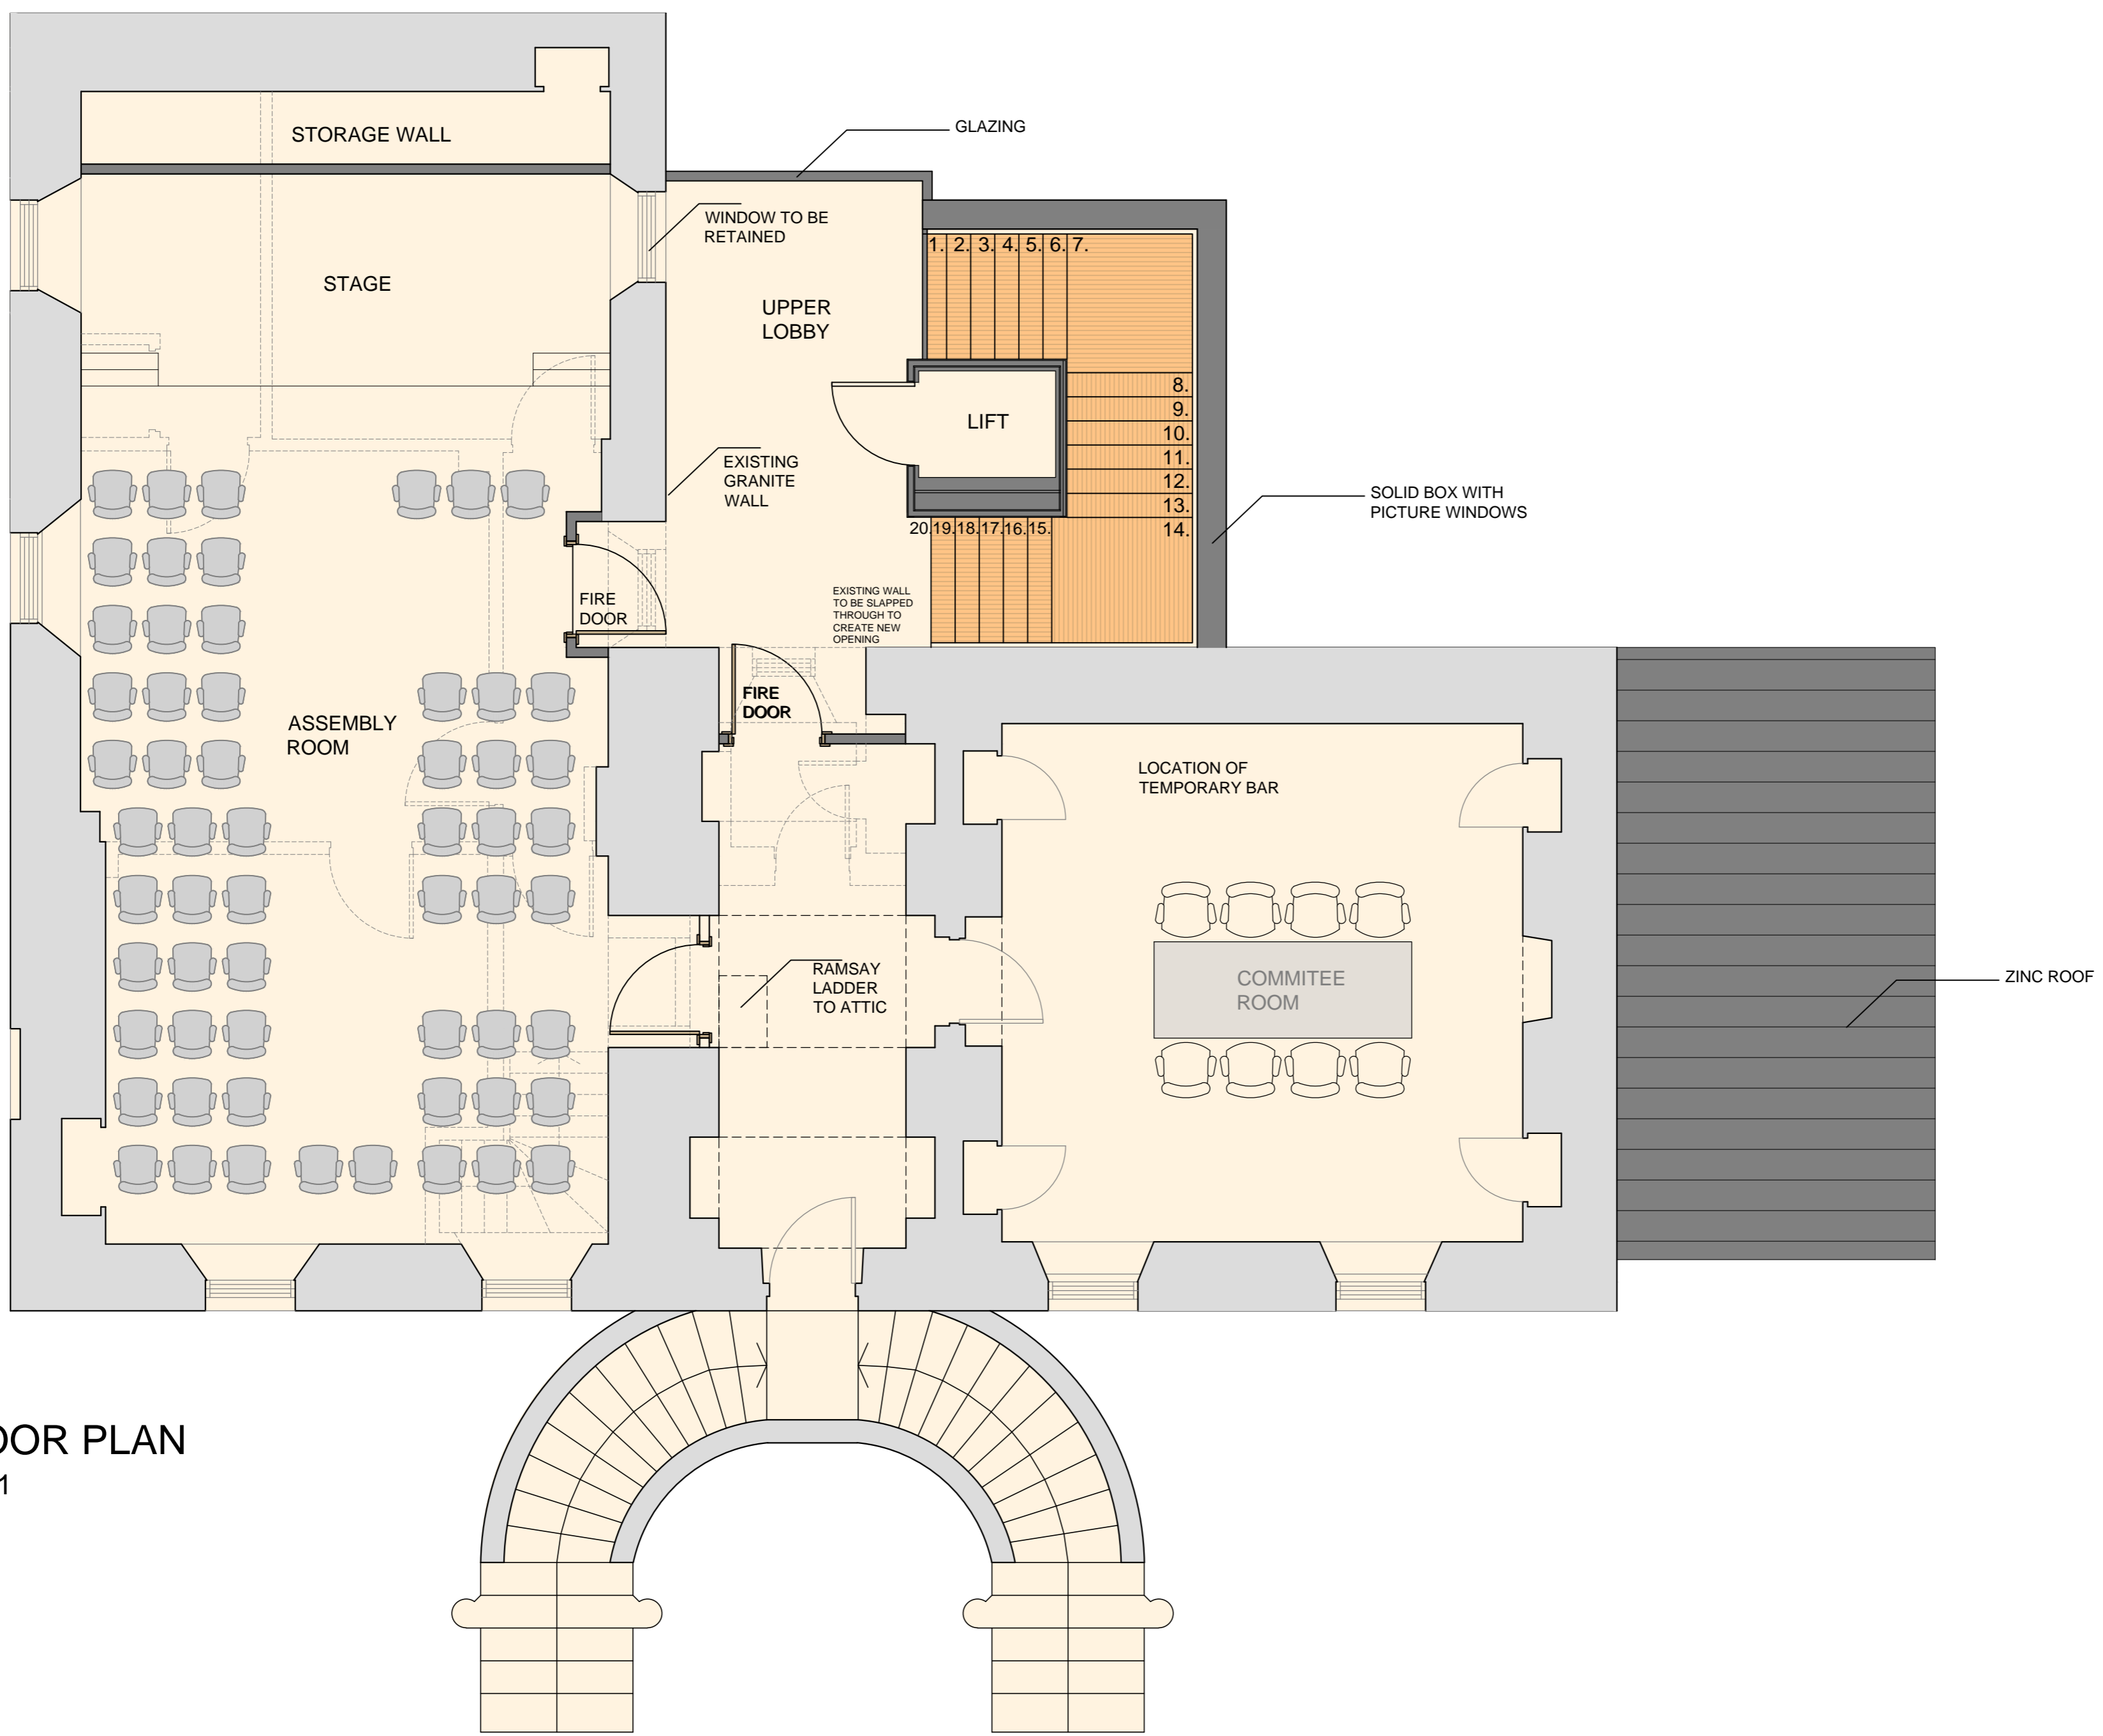 STORAGE WALL
GLAZING
WINDOW TO BE
RETAINED
STAGE
UPPER
LOBBY
1. 2. 3. 4. 5. 6. 7.
8.
9.
10.
11.
12.
13.
14.
LIFT
EXISTING
GRANITE
WALL
SOLID BOX WITH
PICTURE WINDOWS
20. 19. 18. 17. 16. 15.
FIRE
DOOR
EXISTING WALL
TO BE SLAPPED
THROUGH TO
CREATE NEW
OPENING
FIRE
DOOR
ASSEMBLY
ROOM
LOCATION OF
TEMPORARY BAR
RAMSAY
LADDER
TO ATTIC
COMMITEE
ROOM
ZINC ROOF
OOR PLAN
1